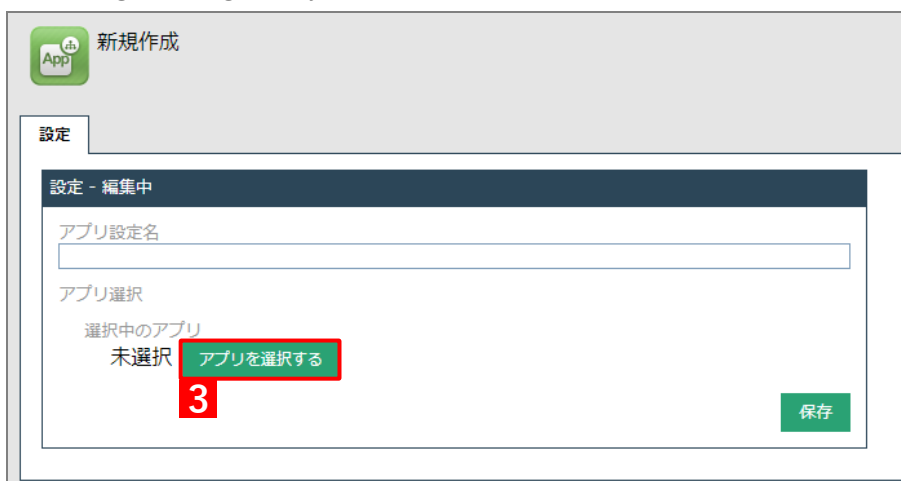 App
新規作成
設定
設定 - 編集中
アプリ設定名
アプリ選択
選択中のアプリ
未選択 アプリを選択する
3
保存